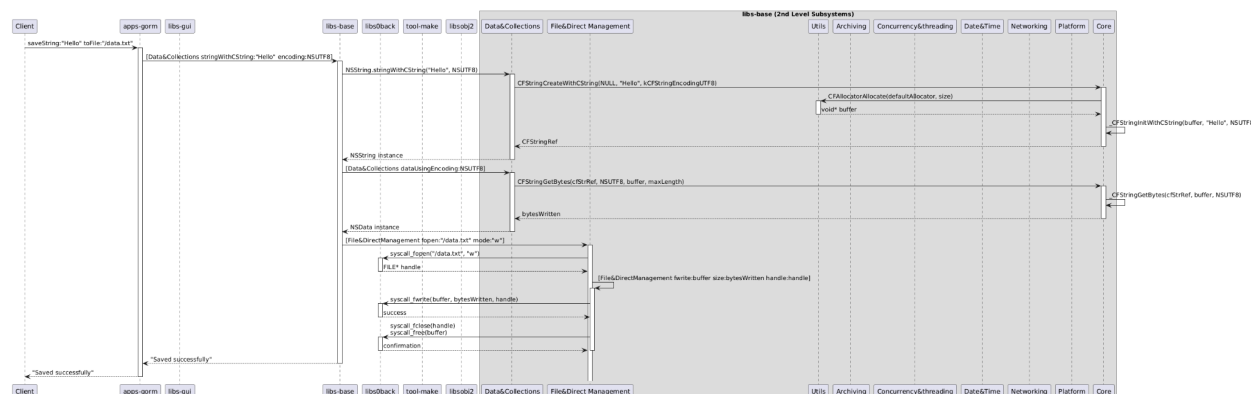 libs-base (2nd Level Subsystems)
Client apps-gorm libs-gui libs-base libs0back tool-make libsobj2 Data&Collections File&Direct Management Utils Archiving Concurrency&threading Date&Time Networking Platform Core
saveString:"Hello" toFile:"/data.txt"
[Data&Collections stringWithCString:"Hello" encoding:NSUTF8]
NSString.stringWithCString("Hello", NSUTF8)
CFStringCreateWithCString(NULL, "Hello", kCFStringEncodingUTF8)
CFAllocatorAllocate(defaultAllocator, size)
void* buffer
_CFStringInitWithCString(buffer, "Hello", NSUTF
CFStringRef
NSString instance
[Data&Collections dataUsingEncoding:NSUTF8]
CFStringGetBytes(cfStrRef, NSUTF8, buffer, maxLength)
_CFStringGetBytes(cfStrRef, buffer, NSUTF8)
bytesWritten
NSData instance
[File&DirectManagement fopen:"/data.txt" mode:"w"]
syscall_fopen("/data.txt", "w")
FILE* handle
[File&DirectManagement fwrite:buffer size:bytesWritten handle:handle]
syscall_fwrite(buffer, bytesWritten, handle)
success
syscall_fclose(handle)
syscall_free(buffer)
confirmation
"Saved successfully"
"Saved successfully"
Client apps-gorm libs-gui libs-base libs0back tool-make libsobj2 Data&Collections File&Direct Management Utils Archiving Concurrency&threading Date&Time Networking Platform Core